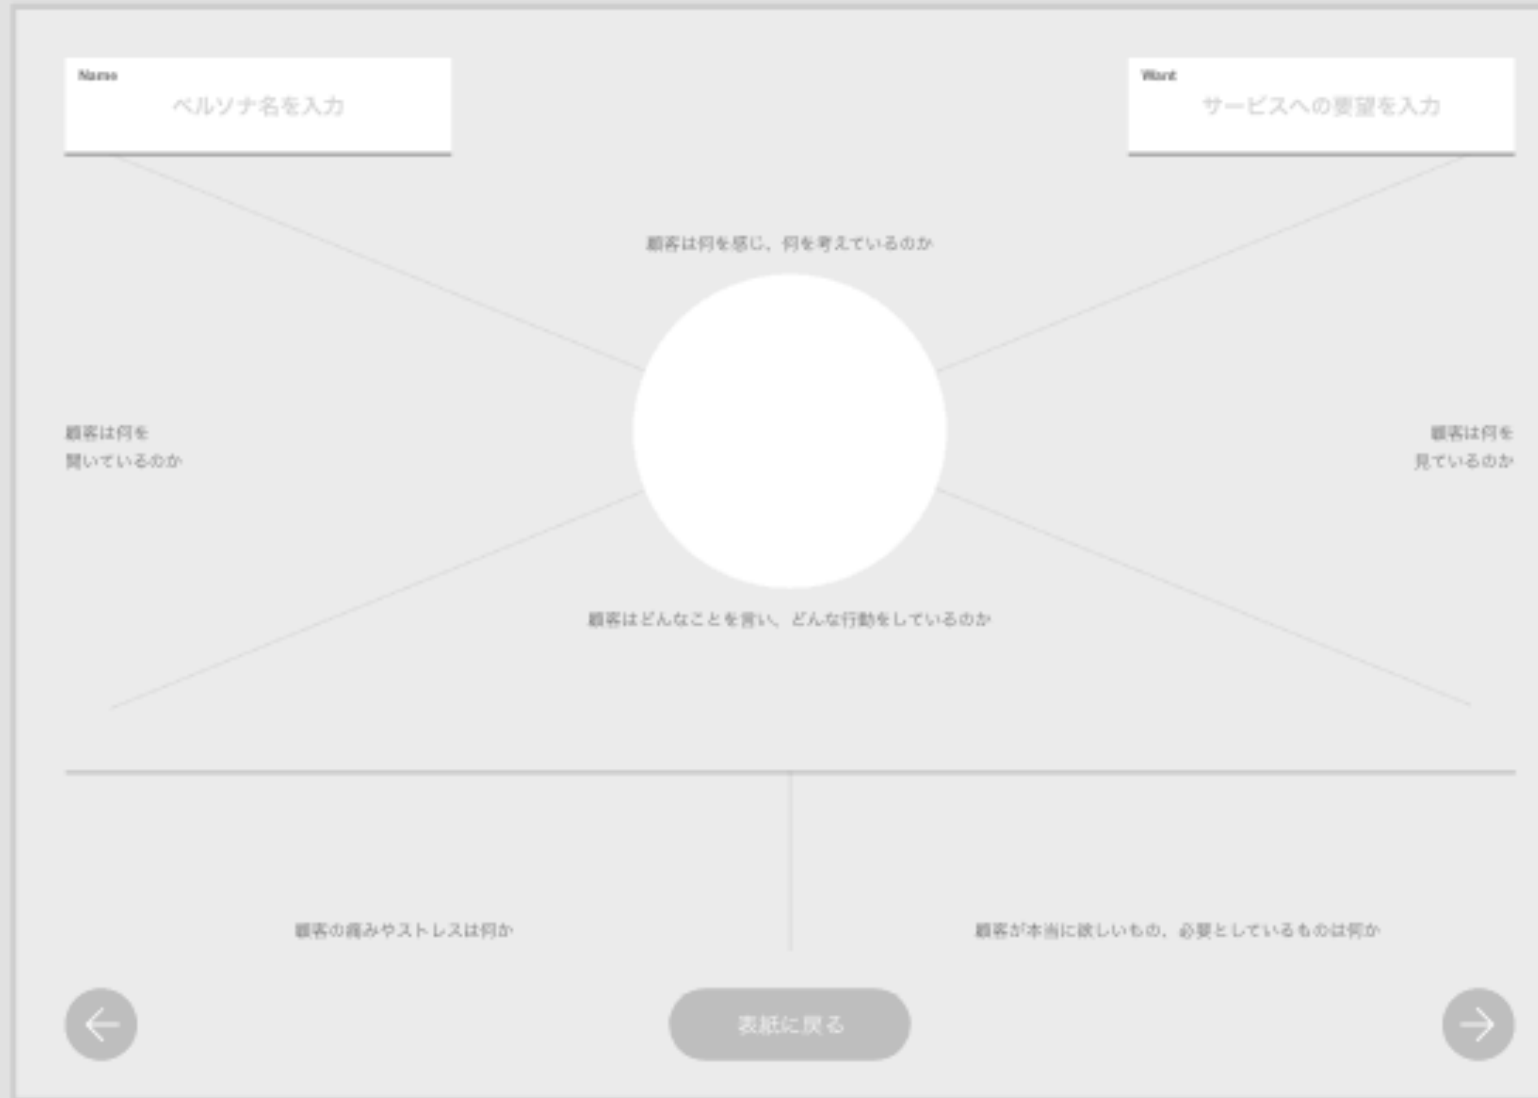 Name
ペルソナ名を入力
Want
サービスへの要望を入力
顧客は何を感じ、何を考えているのか
顧客は何を
聞いているのか
顧客は何を
見ているのか
顧客はどんなことを言い、どんな行動をしているのか
顧客の痛みやストレスは何か
顧客が本当に欲しいもの、必要としているものは何か
表紙に戻る